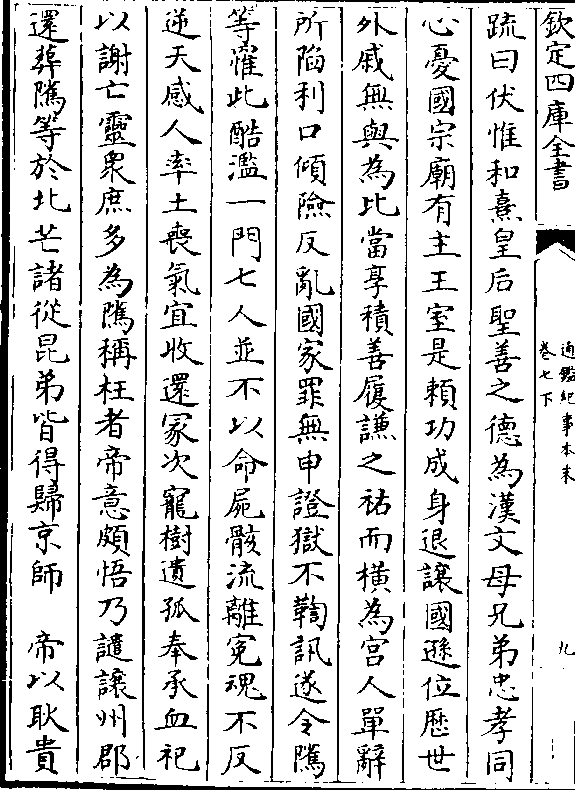 欽定四庫全書
通鑑紀事本末
卷七下
九
疏曰伏惟和熹皇后聖善之德為漢文母兄弟忠孝同
心憂國宗廟有主王室是賴功成身退讓國遜位歴世
外戚無與為比當享積善履謙之祐而横為宫人單辭
所陷利口傾險反亂國家罪無申證獄不鞫訊遂令騭
等罹此酷濫一門七人並不以命屍骸流離寃魂不反
逆天感人率土喪氣宜收還冢次寵樹遺孤奉承血祀
以謝亡靈衆庶多為騭稱枉者帝意頗悟乃譴讓州郡
還葬騭等於北芒諸從昆弟皆得歸京師　帝以耿貴